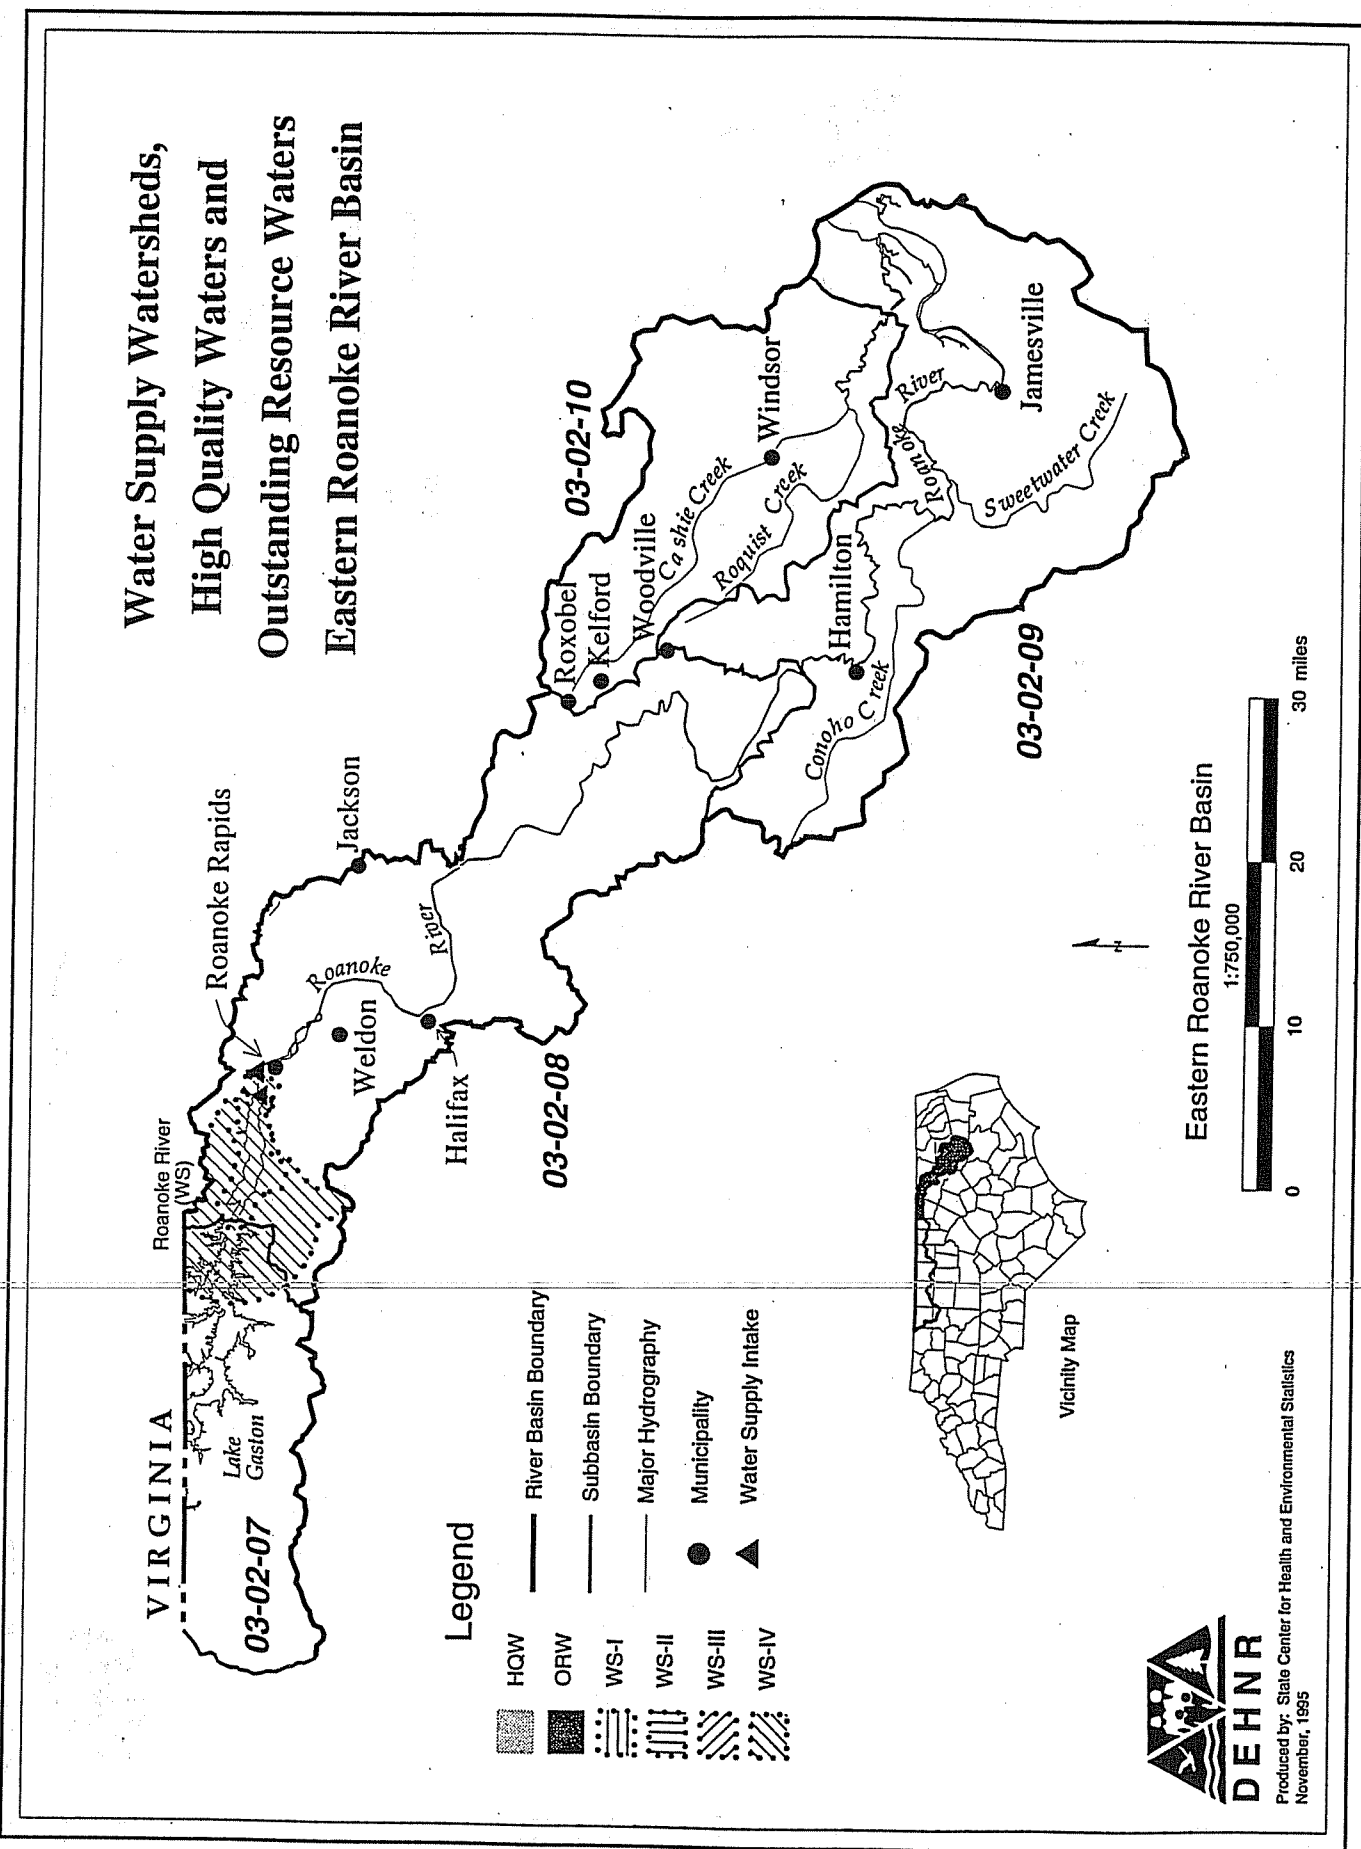 Water Supply Watersheds,
High Quality Waters and
Outstanding Resource Waters
Eastern Roanoke River Basin
VIRGINIA
Roanoke River
(WS)
Roanoke Rapids
Jackson
03-02-07
Lake
Gaston
Roanoke
River
Weldon
Halifax
03-02-08
Roxobel
Kelford
Woodville
03-02-10
Cashie Creek
Roquist Creek
Windsor
Hamilton
Conoho Creek
Roanoke River
Jamesville
Sweetwater Creek
03-02-09
Legend
HQW
ORW
WS-I
WS-II
WS-III
WS-IV
River Basin Boundary
Subbasin Boundary
Major Hydrography
Municipality
Water Supply Intake
Vicinity Map
N
Eastern Roanoke River Basin
1:750,000
0 10 20 30 miles
DEHNR
Produced by: State Center for Health and Environmental Statistics
November, 1995